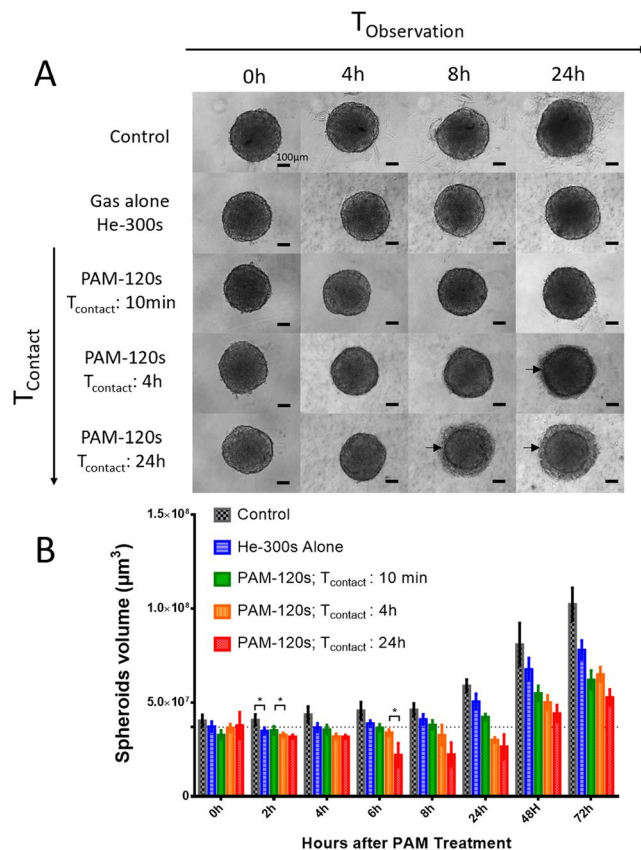 TObservation
A
0h 4h 8h 24h
Control
100µm
Gas alone
He-300s
PAM-120s
Tcontact: 10min
PAM-120s
Tcontact: 4h
PAM-120s
Tcontact: 24h
TContact
B
Spheroids volume (µm³)
1.5×10⁸
1.0×10⁸
5.0×10⁷
0
Control
He-300s Alone
PAM-120s; Tcontact : 10 min
PAM-120s; Tcontact : 4h
PAM-120s; Tcontact : 24h
* * *
0h 2h 4h 6h 8h 24h 48H 72h
Hours after PAM Treatment